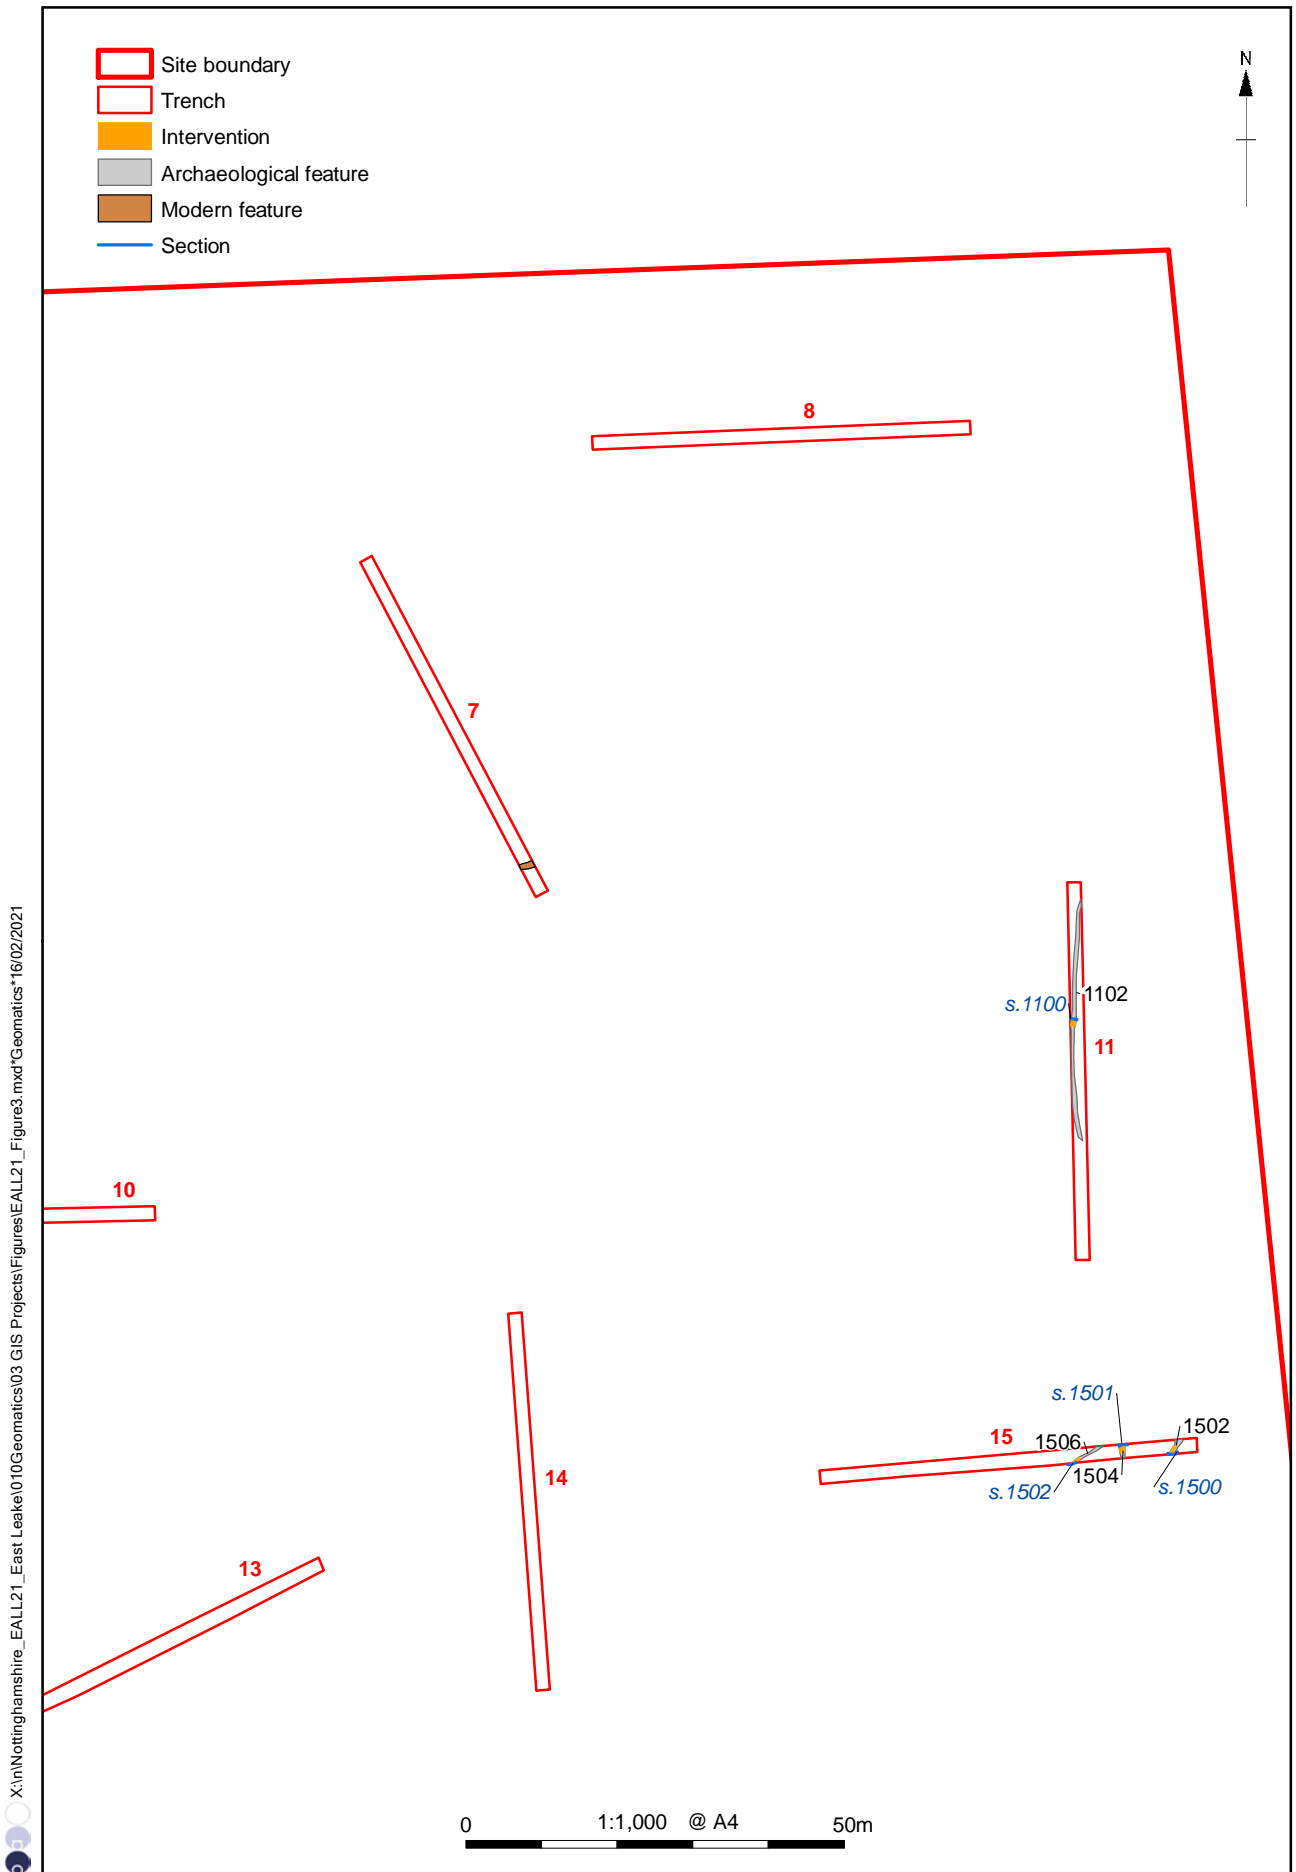 Site boundary
Trench
Intervention
Archaeological feature
Modern feature
Section
N
8
7
s.1100
1102
11
10
s.1501
15
1506
1502
1504
s.1502
s.1500
14
13
0 1:1,000 @ A4 50m
X:\n\Nottinghamshire_EALL21_East Leake\010Geomatics\03 GIS Projects\Figures\EALL21_Figure3.mxd*Geomatics*16/02/2021